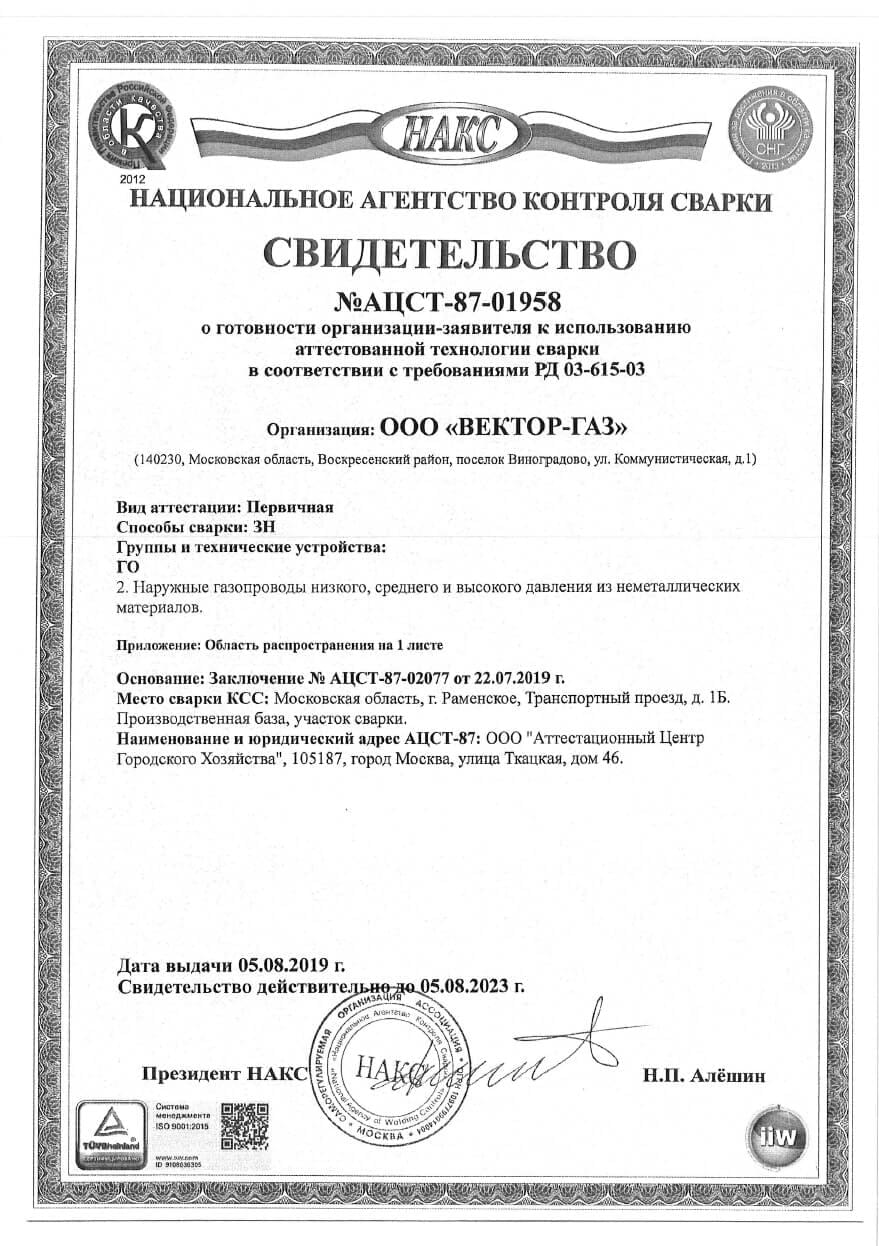 Правительства Российской Федерации
в области качества
Премия
2012
НАКС
Премия за достижения в области качества
СНГ
2013
НАЦИОНАЛЬНОЕ АГЕНТСТВО КОНТРОЛЯ СВАРКИ
СВИДЕТЕЛЬСТВО
№АЦСТ-87-01958
о готовности организации-заявителя к использованию
аттестованной технологии сварки
в соответствии с требованиями РД 03-615-03
Организация: ООО «ВЕКТОР-ГАЗ»
(140230, Московская область, Воскресенский район, поселок Виноградово, ул. Коммунистическая, д.1)
Вид аттестации: Первичная
Способы сварки: ЗН
Группы и технические устройства:
ГО
2. Наружные газопроводы низкого, среднего и высокого давления из неметаллических
материалов.
Приложение: Область распространения на 1 листе
Основание: Заключение № АЦСТ-87-02077 от 22.07.2019 г.
Место сварки КСС: Московская область, г. Раменское, Транспортный проезд, д. 1Б.
Производственная база, участок сварки.
Наименование и юридический адрес АЦСТ-87: ООО "Аттестационный Центр
Городского Хозяйства", 105187, город Москва, улица Ткацкая, дом 46.
Дата выдачи 05.08.2019 г.
Свидетельство действительно до 05.08.2023 г.
САМОРЕГУЛИРУЕМАЯ ОРГАНИЗАЦИЯ АССОЦИАЦИЯ
«Национальное Агентство Контроля Сварки»
НАКС
National Agency of Welding Control
МОСКВА
Президент НАКС
Н.П. Алёшин
TÜVRheinland
СЕРТИФИЦИРОВАНО
Система
менеджмента
ISO 9001:2015
www.tuv.com
ID 9108636305
iiw